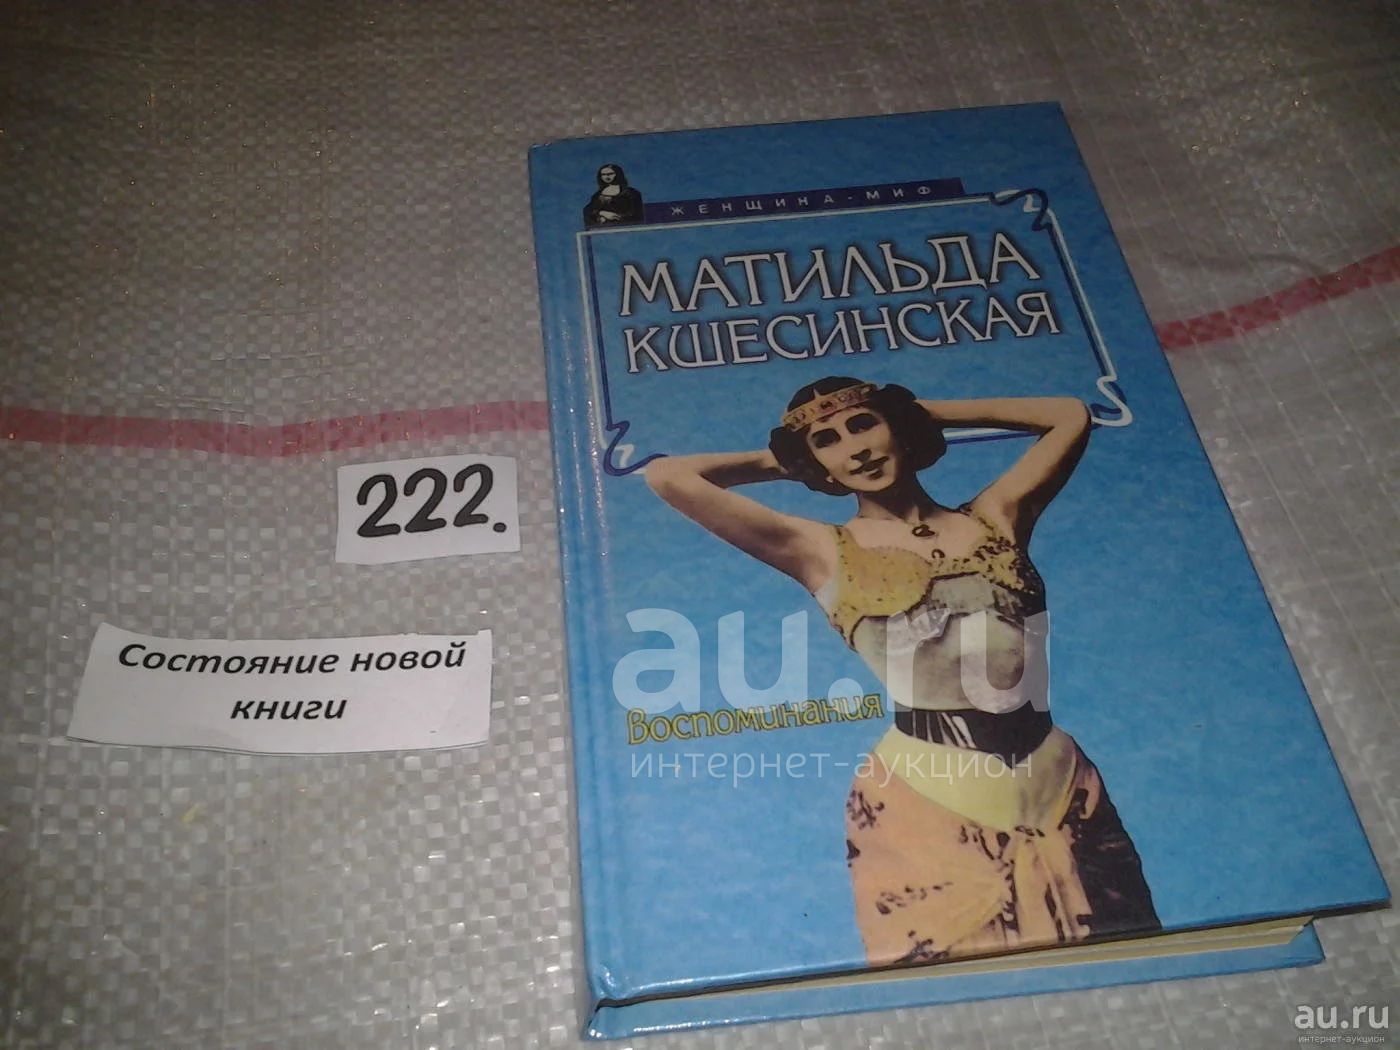 ЖЕНЩИНА-МИФ
МАТИЛЬДА
КШЕСИНСКАЯ
222.
Состояние новой
книги
au.ru
Воспоминания
интернет-аукцион
au.ru
интернет-аукцион